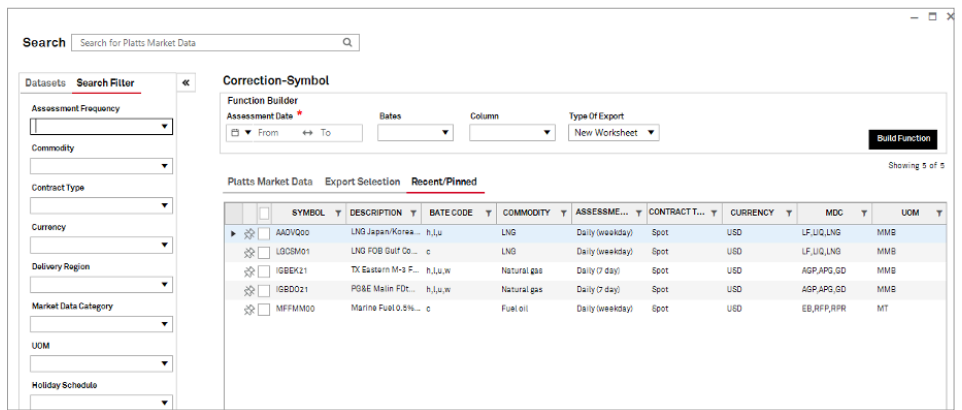 Search Search for Platts Market Data
Datasets Search Filter «
Assessment Frequency
Commodity
Contract Type
Currency
Delivery Region
Market Data Category
UOM
Holiday Schedule
Correction-Symbol
Function Builder
Assessment Date * Bates Column Type Of Export
From ↔ To New Worksheet
Build Function
Showing 5 of 5
Platts Market Data Export Selection Recent/Pinned
SYMBOL DESCRIPTION BATE CODE COMMODITY ASSESSME... CONTRACT T... CURRENCY MDC UOM
AAOVQ00 LNG Japan/Korea... h,l,u LNG Daily (weekday) Spot USD LF,LIQ,LNG MMB
LGCSM01 LNG FOB Gulf Co... c LNG Daily (weekday) Spot USD LF,LIQ,LNG MMB
IGBEK21 TX Eastern M-3 F... h,l,u,w Natural gas Daily (7 day) Spot USD AGP,APG,GD MMB
IGBDO21 PG&E Malin FDt... h,l,u,w Natural gas Daily (7 day) Spot USD AGP,APG,GD MMB
MFFMM00 Marine Fuel 0.5%... c Fuel oil Daily (weekday) Spot USD EB,RFP,RPR MT